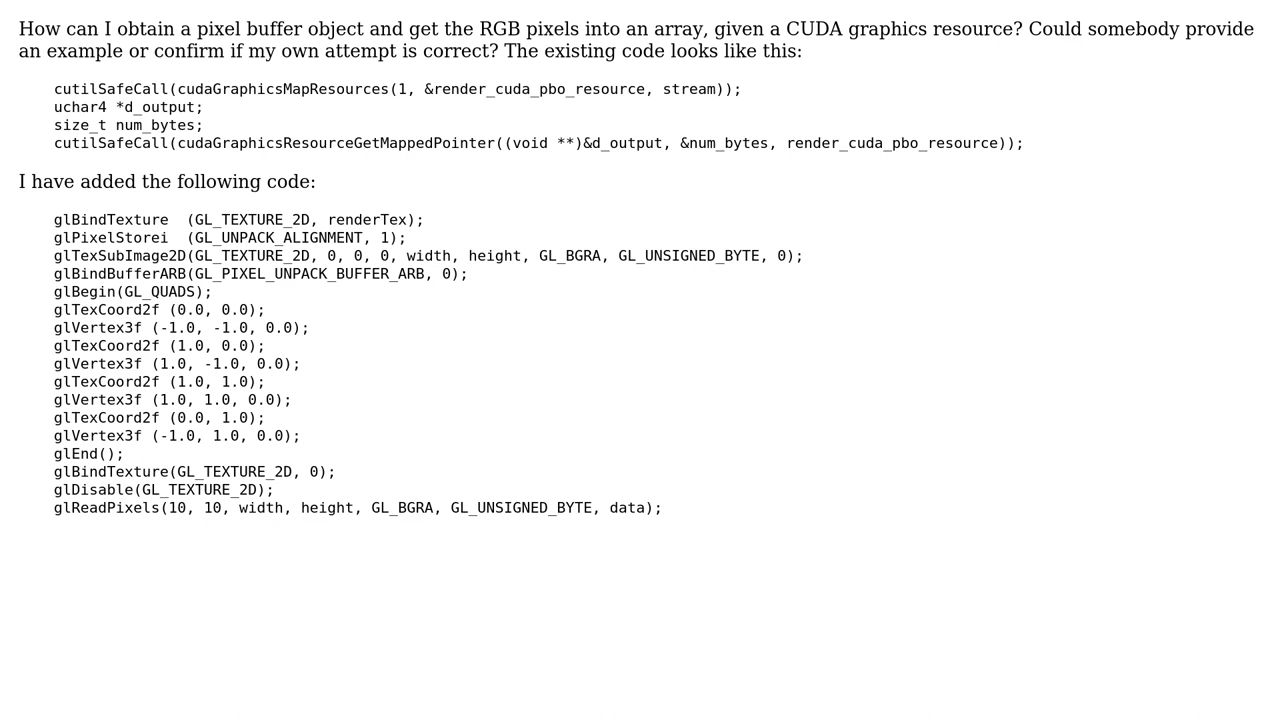 How can I obtain a pixel buffer object and get the RGB pixels into an array, given a CUDA graphics resource? Could somebody provide
an example or confirm if my own attempt is correct? The existing code looks like this:
cutilSafeCall(cudaGraphicsMapResources(1, &render_cuda_pbo_resource, stream));
uchar4 *d_output;
size_t num_bytes;
cutilSafeCall(cudaGraphicsResourceGetMappedPointer((void **)&d_output, &num_bytes, render_cuda_pbo_resource));
I have added the following code:
glBindTexture  (GL_TEXTURE_2D, renderTex);
glPixelStorei  (GL_UNPACK_ALIGNMENT, 1);
glTexSubImage2D(GL_TEXTURE_2D, 0, 0, 0, width, height, GL_BGRA, GL_UNSIGNED_BYTE, 0);
glBindBufferARB(GL_PIXEL_UNPACK_BUFFER_ARB, 0);
glBegin(GL_QUADS);
glTexCoord2f (0.0, 0.0);
glVertex3f (-1.0, -1.0, 0.0);
glTexCoord2f (1.0, 0.0);
glVertex3f (1.0, -1.0, 0.0);
glTexCoord2f (1.0, 1.0);
glVertex3f (1.0, 1.0, 0.0);
glTexCoord2f (0.0, 1.0);
glVertex3f (-1.0, 1.0, 0.0);
glEnd();
glBindTexture(GL_TEXTURE_2D, 0);
glDisable(GL_TEXTURE_2D);
glReadPixels(10, 10, width, height, GL_BGRA, GL_UNSIGNED_BYTE, data);